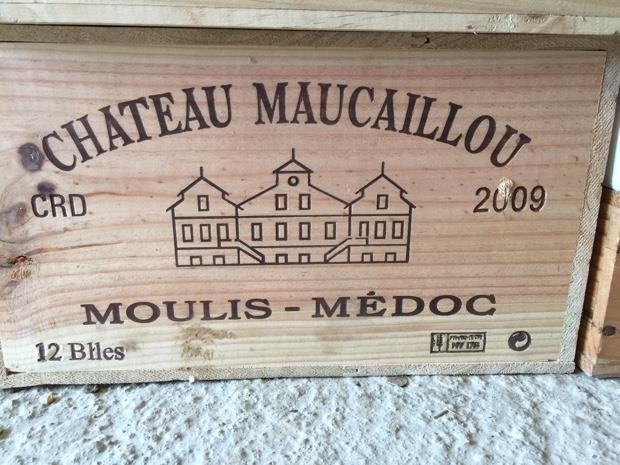 CHATEAU MAUCAILLOU
CRD
2009
MOULIS - MÉDOC
12 Btles